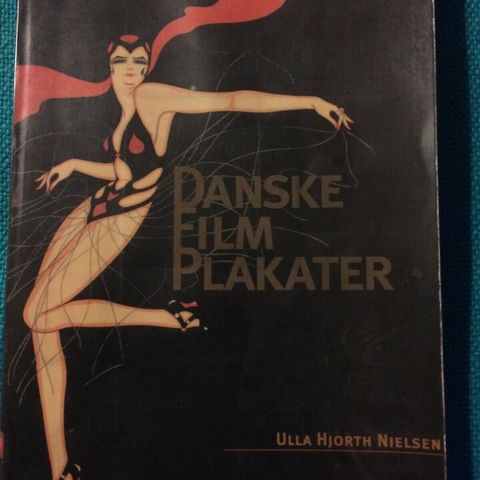 DANSKE
FILM
PLAKATER
ULLA HJORTH NIELSEN